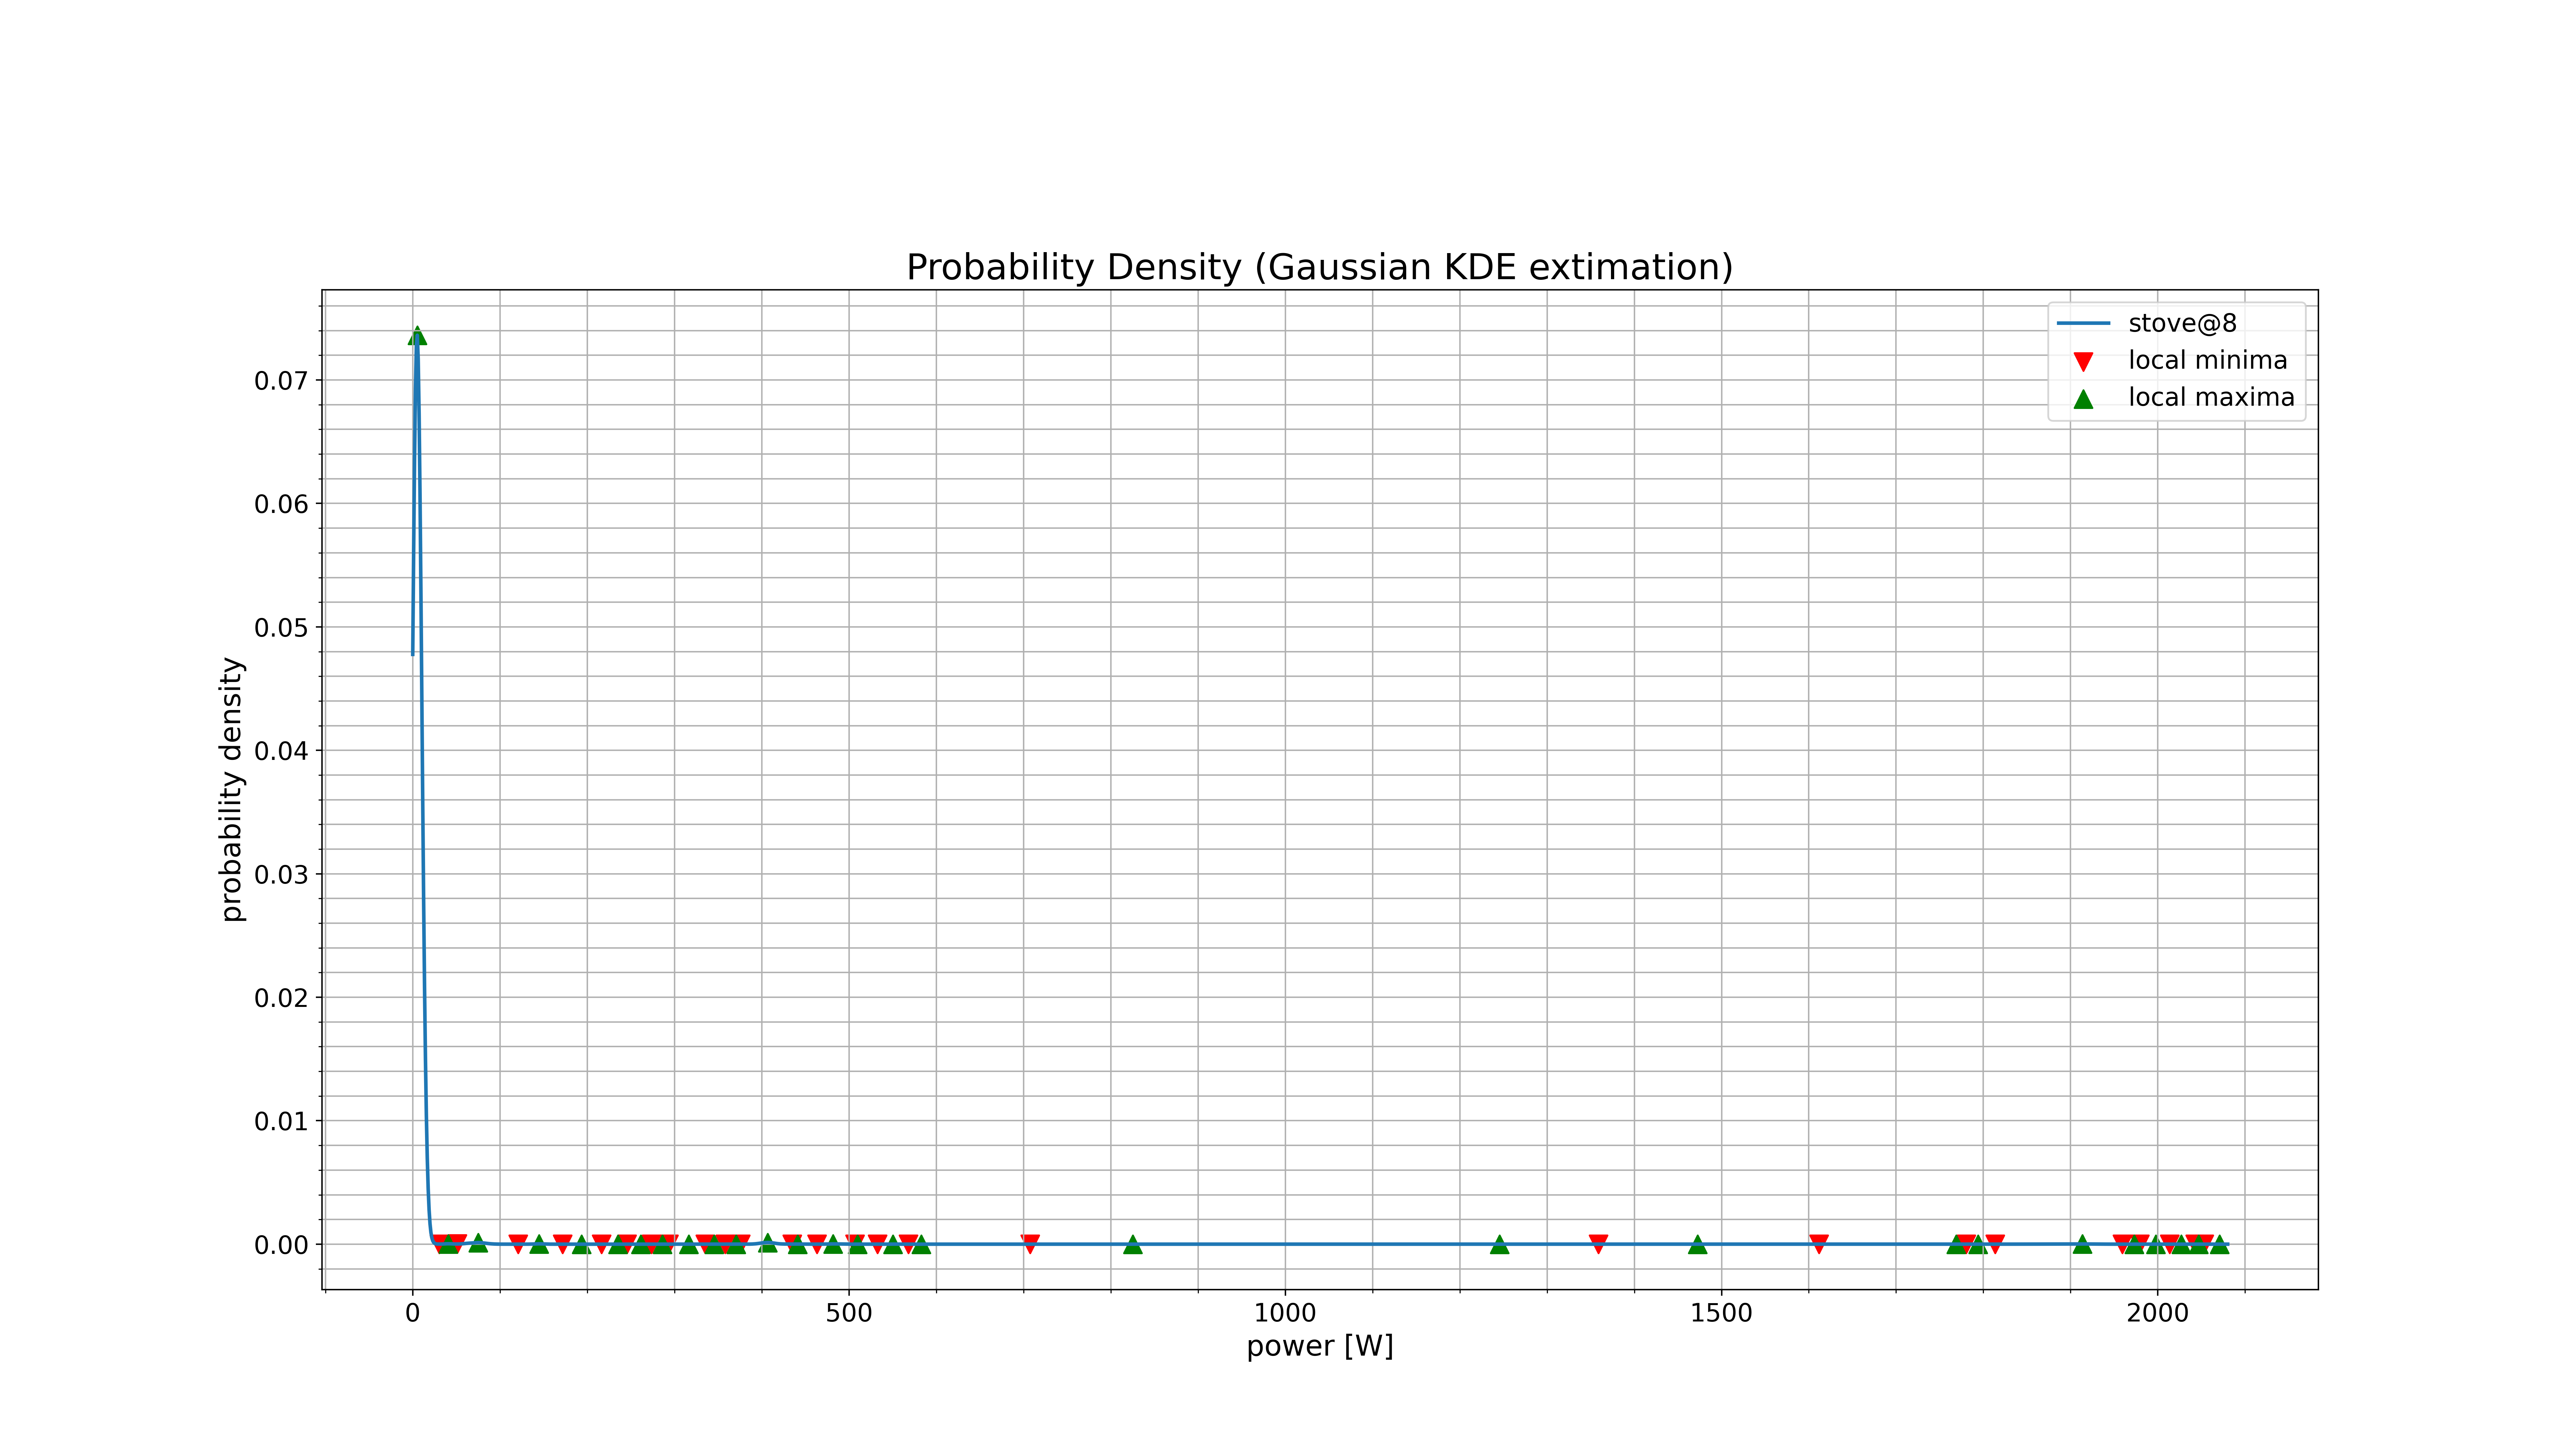 Probability Density (Gaussian KDE extimation)
stove@8
local minima
local maxima
probability density
0.07
0.06
0.05
0.04
0.03
0.02
0.01
0.00
0 500 1000 1500 2000
power [W]